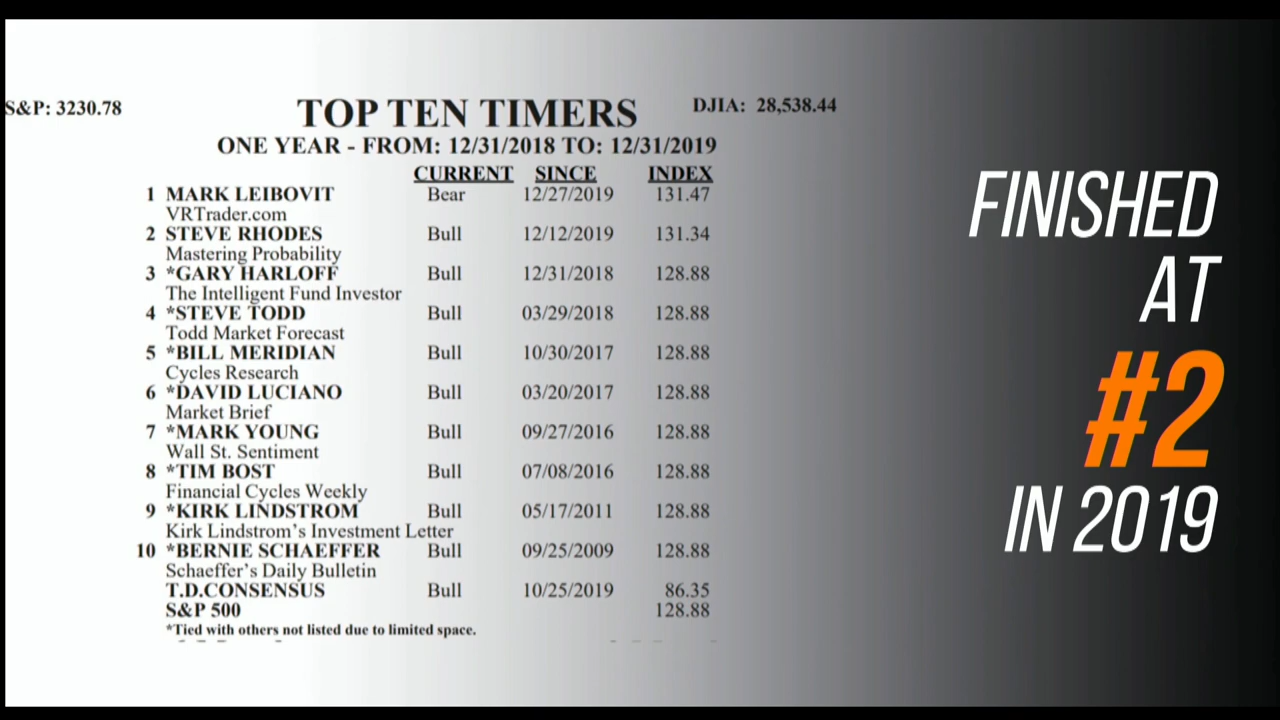 S&P: 3230.78
TOP TEN TIMERS
DJIA: 28,538.44
ONE YEAR - FROM: 12/31/2018 TO: 12/31/2019
CURRENT SINCE INDEX
1 MARK LEIBOVIT Bear 12/27/2019 131.47
VRTrader.com
2 STEVE RHODES Bull 12/12/2019 131.34
Mastering Probability
3 *GARY HARLOFF Bull 12/31/2018 128.88
The Intelligent Fund Investor
4 *STEVE TODD Bull 03/29/2018 128.88
Todd Market Forecast
5 *BILL MERIDIAN Bull 10/30/2017 128.88
Cycles Research
6 *DAVID LUCIANO Bull 03/20/2017 128.88
Market Brief
7 *MARK YOUNG Bull 09/27/2016 128.88
Wall St. Sentiment
8 *TIM BOST Bull 07/08/2016 128.88
Financial Cycles Weekly
9 *KIRK LINDSTROM Bull 05/17/2011 128.88
Kirk Lindstrom's Investment Letter
10 *BERNIE SCHAEFFER Bull 09/25/2009 128.88
Schaeffer's Daily Bulletin
T.D.CONSENSUS Bull 10/25/2019 86.35
S&P 500 128.88
*Tied with others not listed due to limited space.
FINISHED
AT
#2
IN 2019